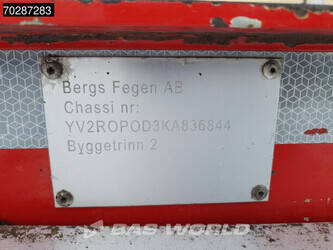 70287283
Bergs Fegen AB
Chassi nr:
YV2ROPOD3KA836844
Byggetrinn 2
BAS WORLD